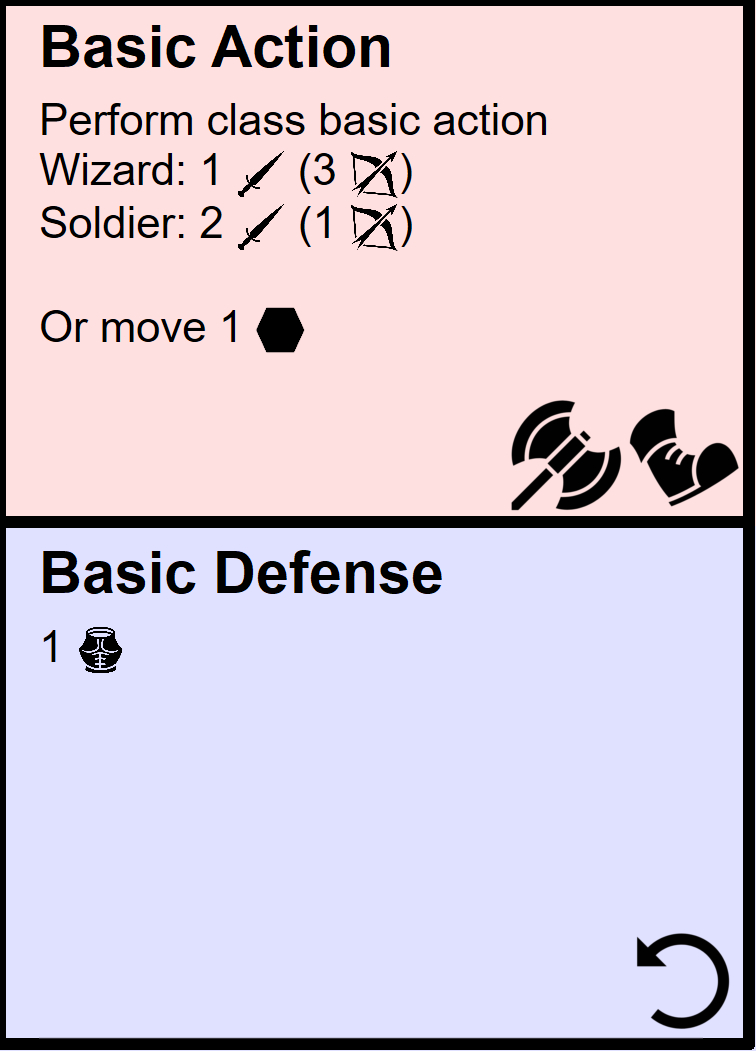 Basic Action
Perform class basic action
Wizard: 1 (3 )
Soldier: 2 (1 )
Or move 1
Basic Defense
1